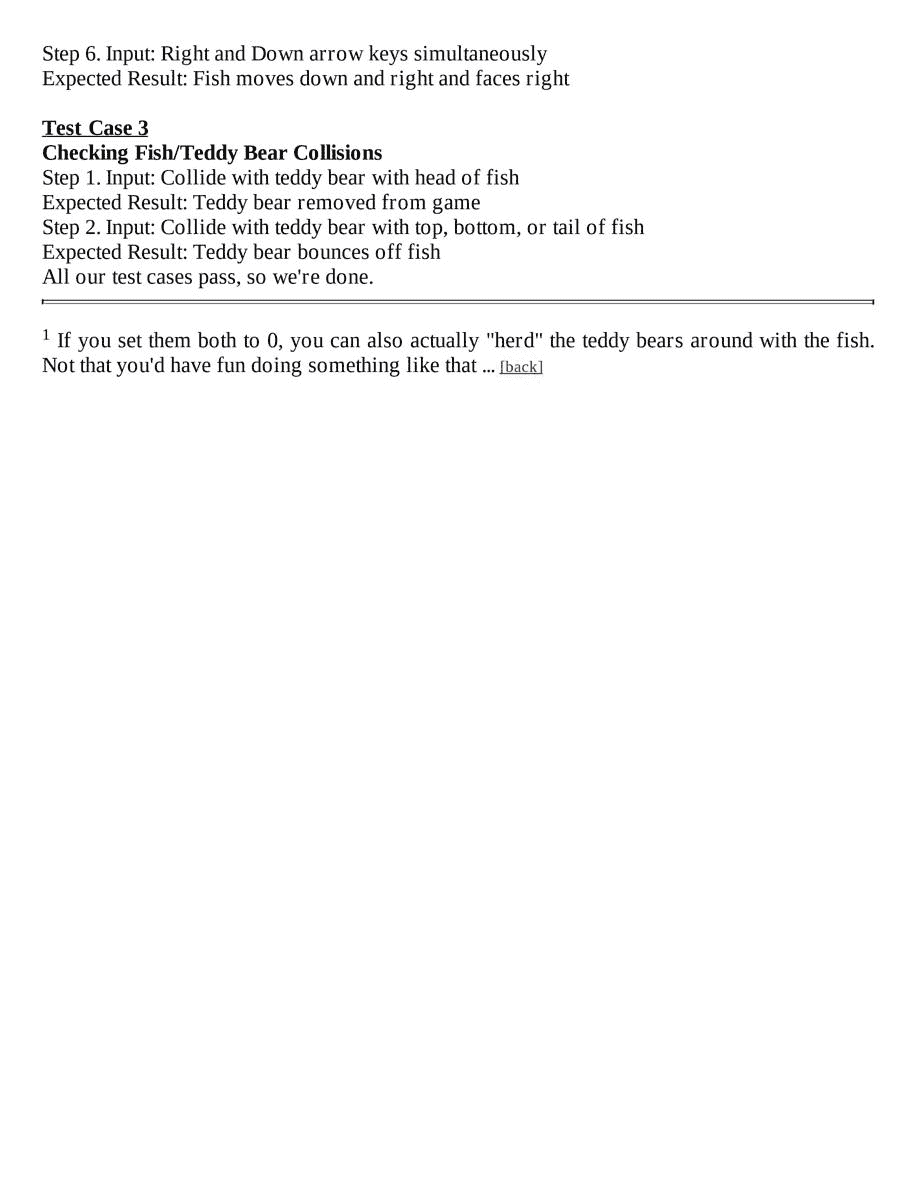 Step 6. Input: Right and Down arrow keys simultaneously
Expected Result: Fish moves down and right and faces right
Test Case 3
Checking Fish/Teddy Bear Collisions
Step 1. Input: Collide with teddy bear with head of fish
Expected Result: Teddy bear removed from game
Step 2. Input: Collide with teddy bear with top, bottom, or tail of fish
Expected Result: Teddy bear bounces off fish
All our test cases pass, so we're done.
1 If you set them both to 0, you can also actually "herd" the teddy bears around with the fish.
Not that you'd have fun doing something like that ... [back]